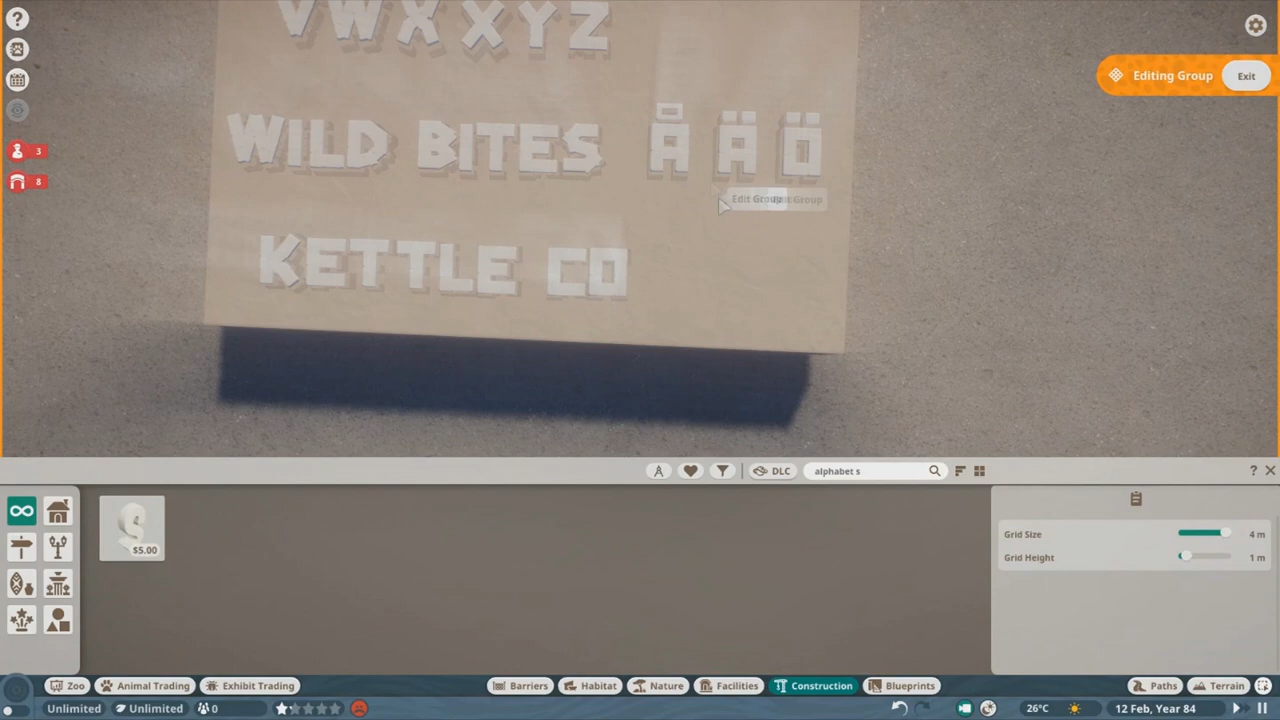 V W X X Y Z
Editing Group Exit
3
WILD BITES Å Ä Ö
8
Edit Group
KETTLE CO
DLC alphabet s
$5.00
Grid Size 4 m
Grid Height 1 m
Zoo Animal Trading Exhibit Trading Barriers Habitat Nature Facilities Construction Blueprints Paths Terrain
Unlimited Unlimited 0 26°C 12 Feb, Year 84